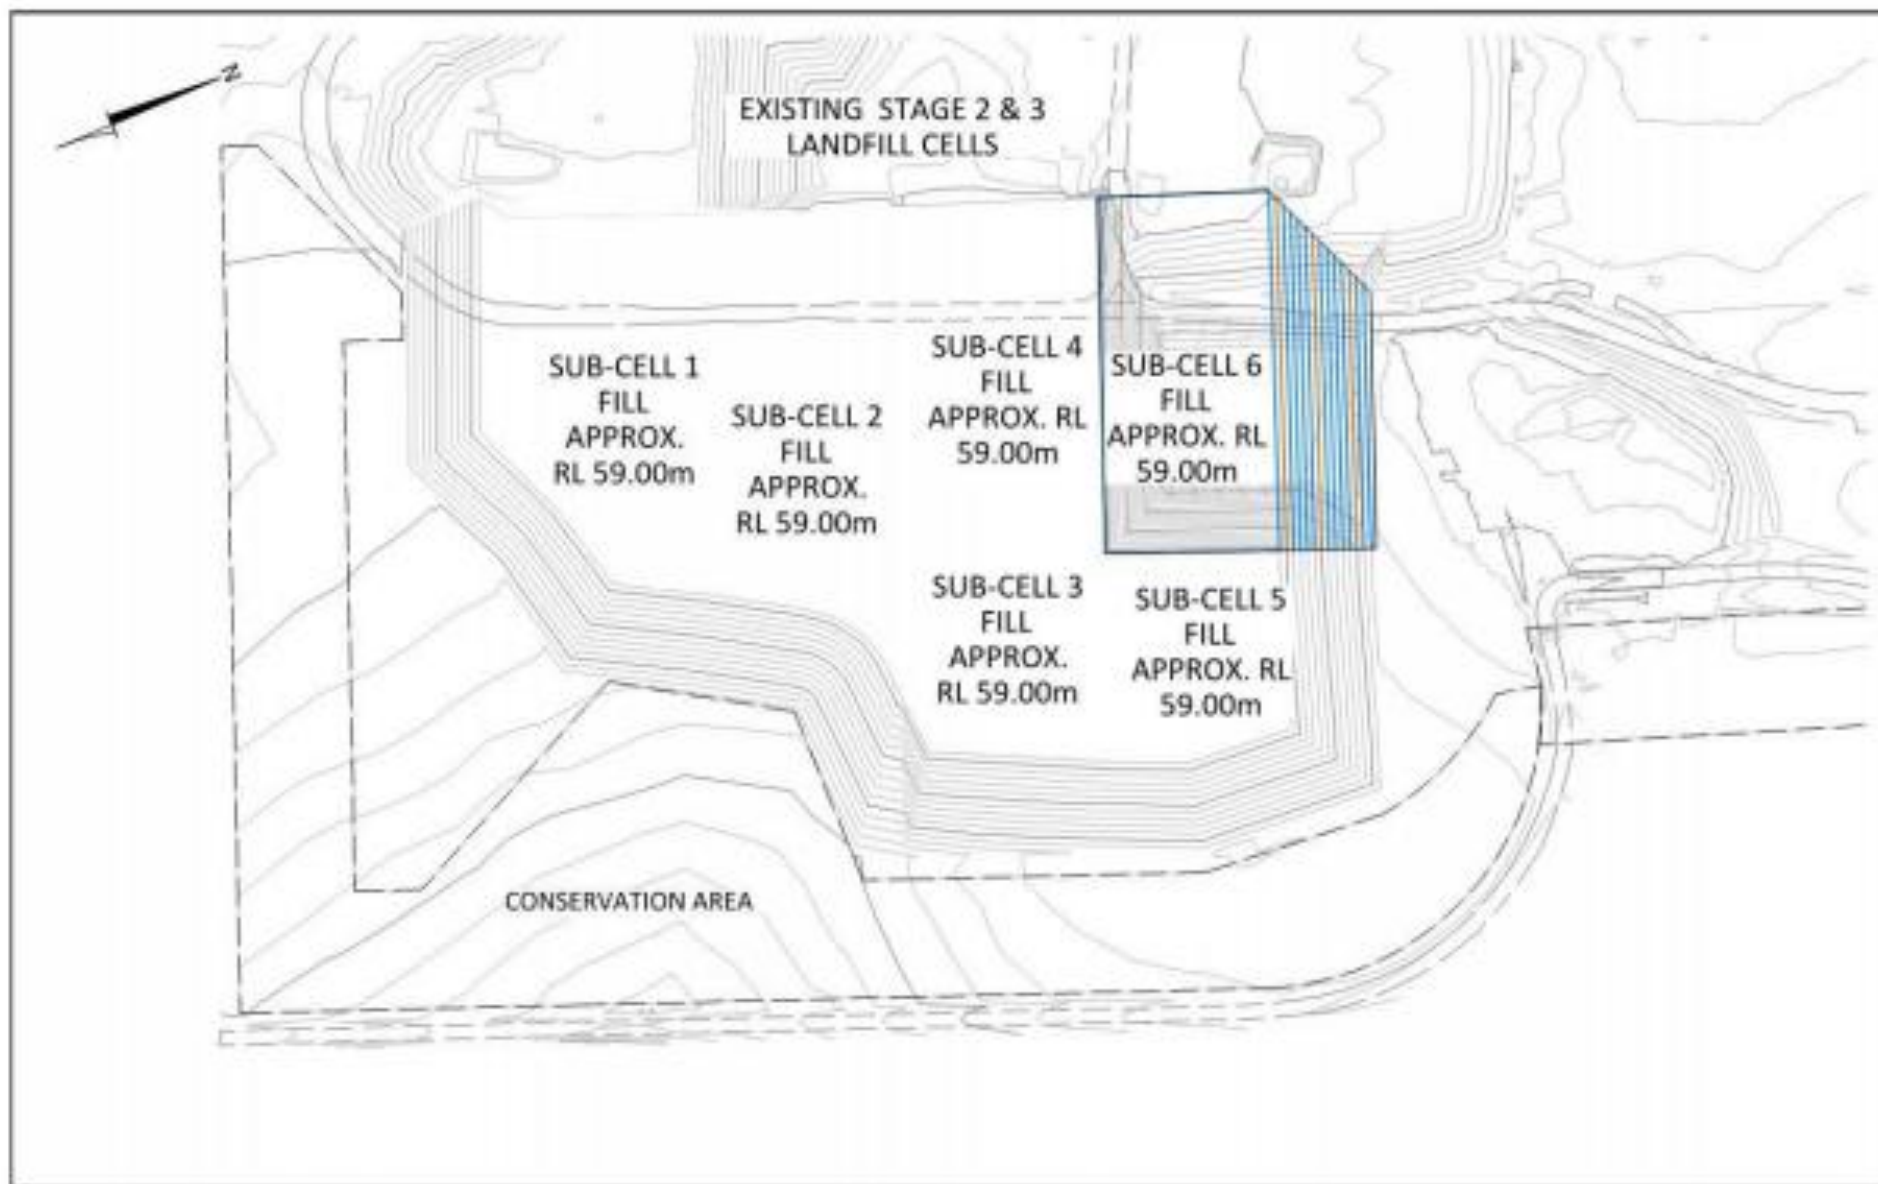 N
EXISTING STAGE 2 & 3
LANDFILL CELLS
SUB-CELL 1
FILL
APPROX.
RL 59.00m
SUB-CELL 2
FILL
APPROX.
RL 59.00m
SUB-CELL 4
FILL
APPROX. RL
59.00m
SUB-CELL 6
FILL
APPROX. RL
59.00m
SUB-CELL 3
FILL
APPROX.
RL 59.00m
SUB-CELL 5
FILL
APPROX. RL
59.00m
CONSERVATION AREA